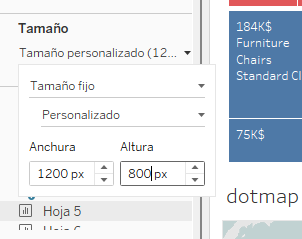 Tamaño
Tamaño personalizado (12...
Tamaño fijo
Personalizado
Anchura
Altura
1200 px
800 px
Hoja 5
184K$
Furniture
Chairs
Standard Cl
75K$
dotmap